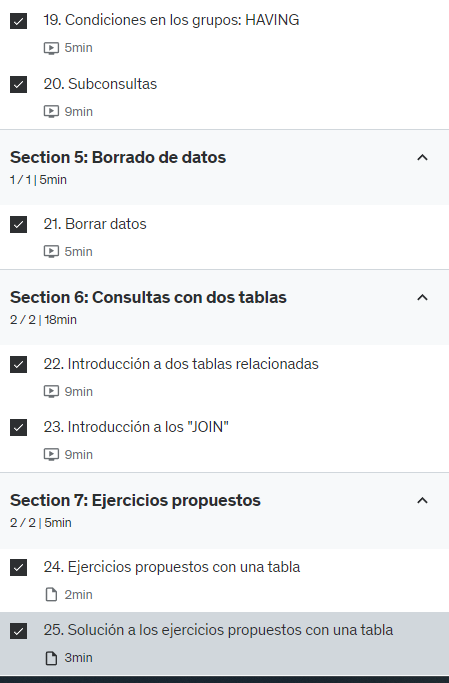 19. Condiciones en los grupos: HAVING
5min
20. Subconsultas
9min
Section 5: Borrado de datos
1 / 1 | 5min
21. Borrar datos
5min
Section 6: Consultas con dos tablas
2 / 2 | 18min
22. Introducción a dos tablas relacionadas
9min
23. Introducción a los "JOIN"
9min
Section 7: Ejercicios propuestos
2 / 2 | 5min
24. Ejercicios propuestos con una tabla
2min
25. Solución a los ejercicios propuestos con una tabla
3min